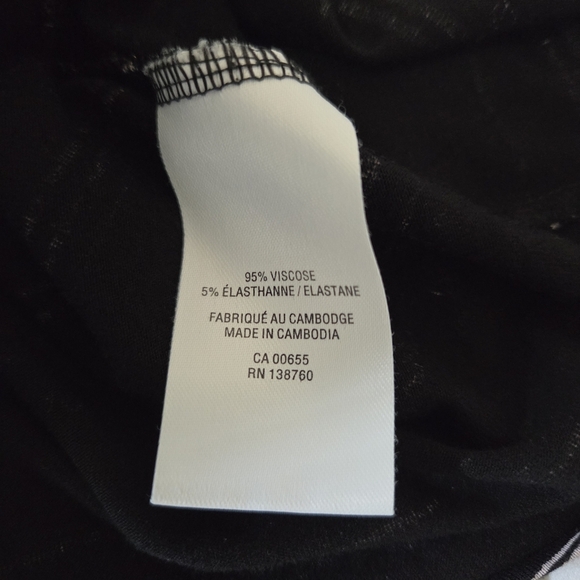 95% VISCOSE
5% ÉLASTHANNE / ELASTANE
FABRIQUÉ AU CAMBODGE
MADE IN CAMBODIA
CA 00655
RN 138760